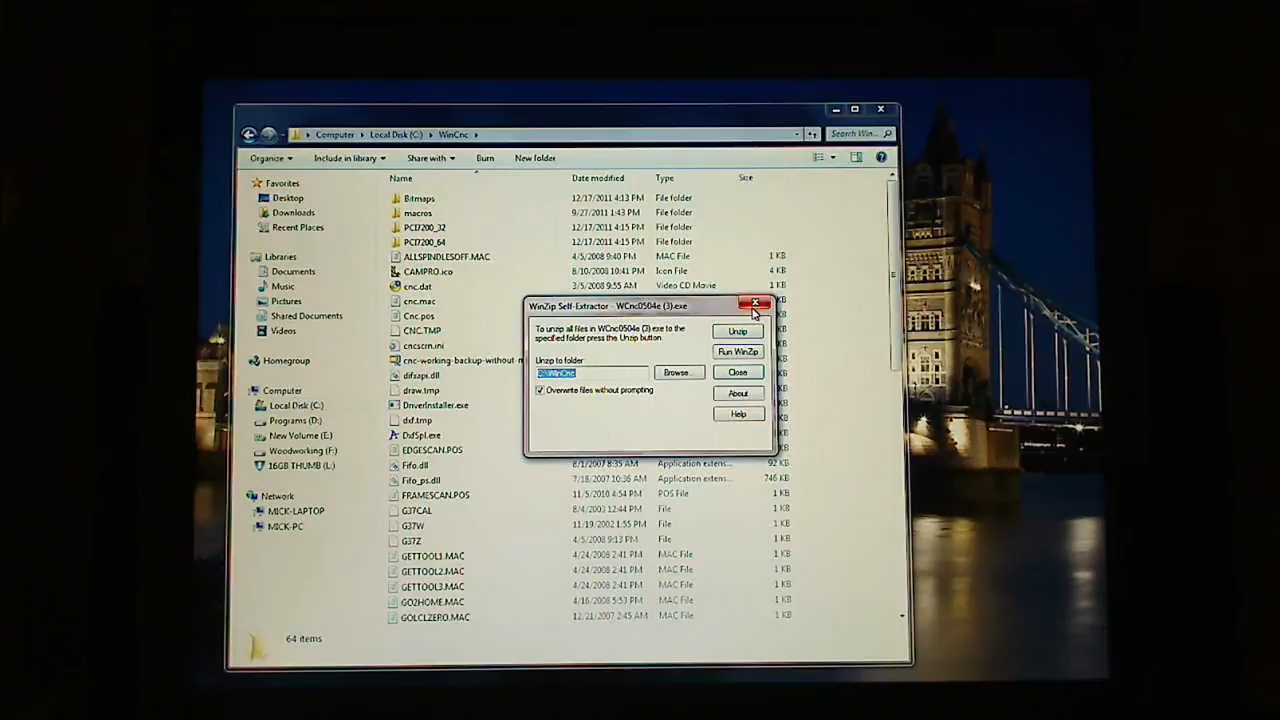 Computer ▸ Local Disk (C:) ▸ WinCnc ▸
Search Win...
Organize Include in library Share with Burn New folder
Name Date modified Type Size
Favorites
Desktop
Downloads
Recent Places
Libraries
Documents
Music
Pictures
Shared Documents
Videos
Homegroup
Computer
Local Disk (C:)
Programs (D:)
New Volume (E:)
Woodworking (F:)
16GB THUMB (L:)
Network
MICK-LAPTOP
MICK-PC
Bitmaps 12/17/2011 4:13 PM File folder
macros 9/27/2011 1:43 PM File folder
PCI7200_32 12/17/2011 4:15 PM File folder
PCI7200_64 12/17/2011 4:15 PM File folder
ALLSPINDLESOFF.MAC 4/5/2008 9:40 PM MAC File 1 KB
CAMPRO.ico 8/10/2008 10:41 PM Icon File 4 KB
cnc.dat 3/5/2008 9:55 AM Video CD Movie 1 KB
cnc.mac
Cnc.pos
CNC.TMP
cncscrn.ini
cnc-working-backup-without-m
difxapi.dll
draw.tmp
DriverInstaller.exe
dxf.tmp
DxfSpl.exe
EDGESCAN.POS
Fifo.dll 8/1/2007 8:35 AM Application extens... 92 KB
Fifo_ps.dll 7/18/2007 10:36 AM Application extens... 746 KB
FRAMESCAN.POS 11/5/2010 4:54 PM POS File 1 KB
G37CAL 8/4/2003 12:44 PM File 1 KB
G37W 11/19/2002 1:55 PM File 1 KB
G37Z 4/5/2008 9:13 PM File 1 KB
GETTOOL1.MAC 4/24/2008 2:41 PM MAC File 1 KB
GETTOOL2.MAC 4/24/2008 2:41 PM MAC File 1 KB
GETTOOL3.MAC 4/24/2008 2:41 PM MAC File 1 KB
GO2HOME.MAC 4/16/2008 5:53 PM MAC File 1 KB
GOLCLZERO.MAC 12/21/2007 2:45 AM MAC File 1 KB
64 items
WinZip Self-Extractor - WCnc0504e (3).exe
To unzip all files in WCnc0504e (3).exe to the
specified folder press the Unzip button.
Unzip to folder
C:\WinCnc
Browse...
Overwrite files without prompting
Unzip
Run WinZip
Close
About
Help